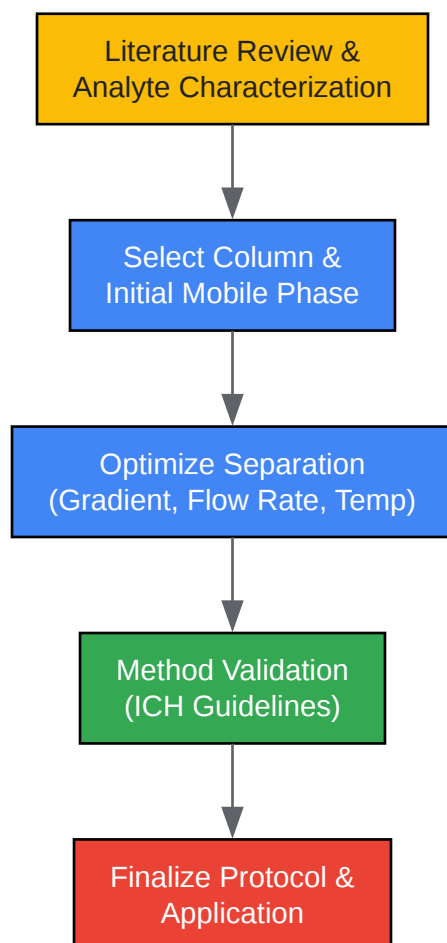 Literature Review &
Analyte Characterization
Select Column &
Initial Mobile Phase
Optimize Separation
(Gradient, Flow Rate, Temp)
Method Validation
(ICH Guidelines)
Finalize Protocol &
Application